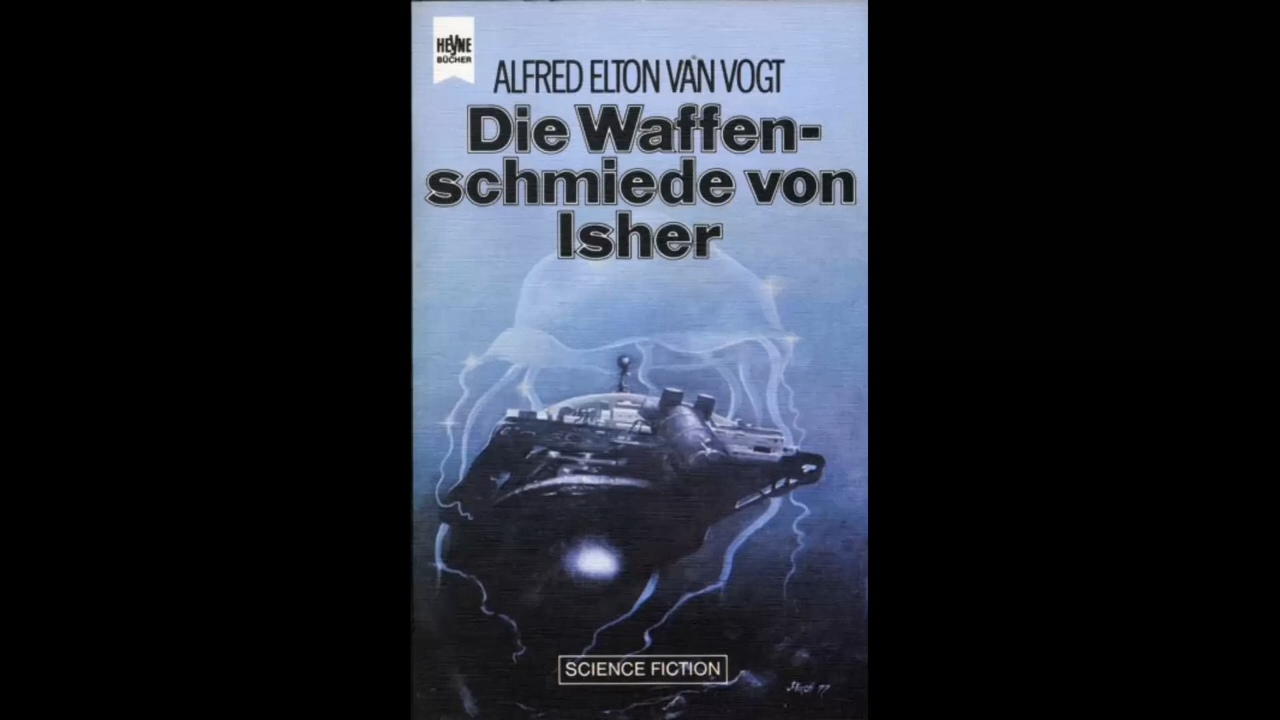 HEYNE
BÜCHER
ALFRED ELTON VAN VOGT
Die Waffen-
schmiede von
Isher
SCIENCE FICTION